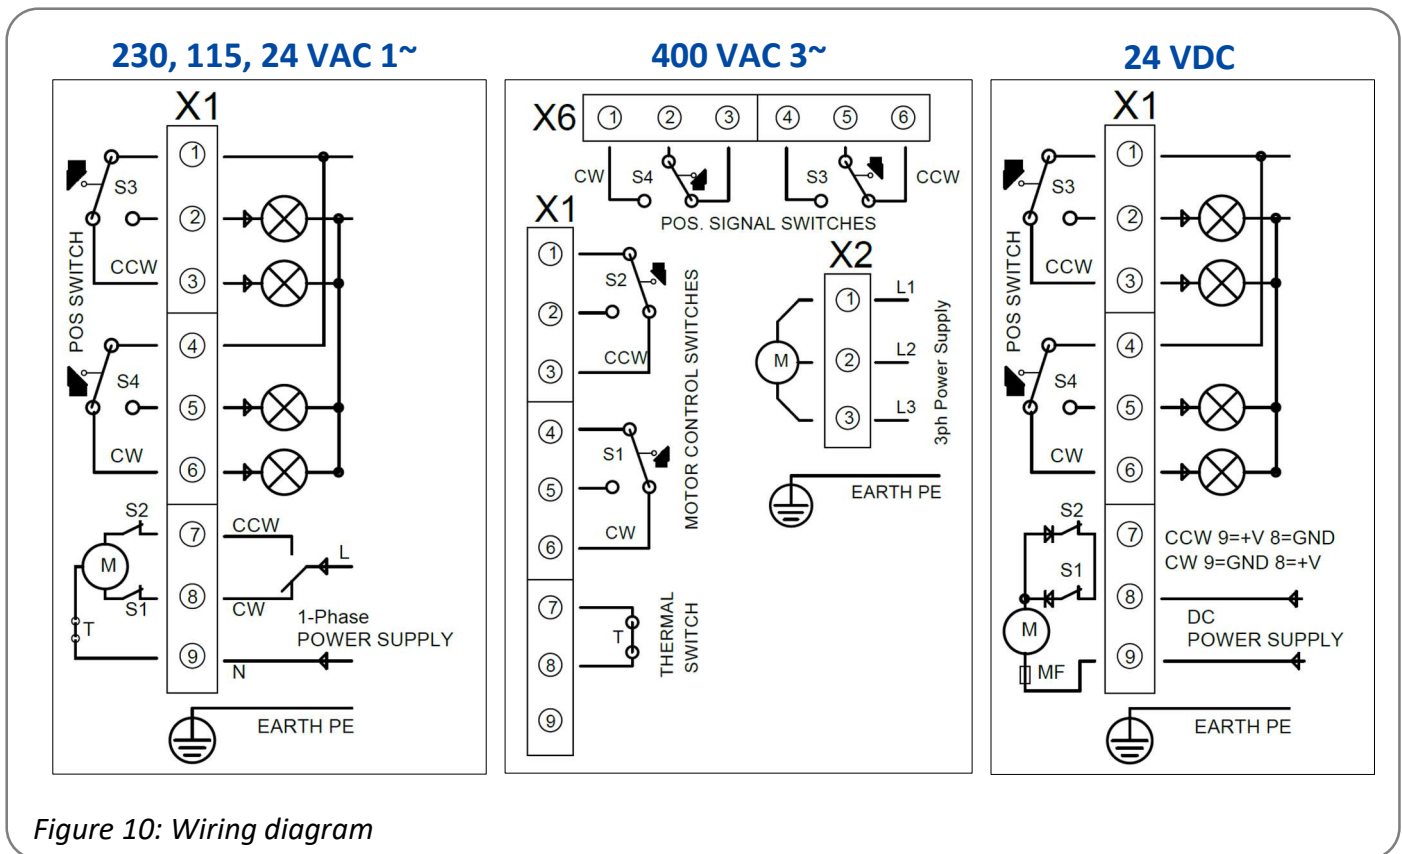 230, 115, 24 VAC 1~
X1
1
S3
2
CCW
3
POS SWITCH
4
S4
5
CW
6
S2
7
CCW
M
L
8
S1
CW
1-Phase
T
POWER SUPPLY
9
N
EARTH PE
400 VAC 3~
X6
1
2
3
4
5
6
CW
S4
S3
CCW
POS. SIGNAL SWITCHES
X1
1
S2
2
CCW
3
4
S1
5
CW
6
MOTOR CONTROL SWITCHES
7
T
8
THERMAL
SWITCH
9
X2
1
L1
M
2
L2
3
L3
3ph Power Supply
EARTH PE
24 VDC
X1
1
S3
2
CCW
3
POS SWITCH
4
S4
5
CW
6
S2
7
CCW 9=+V 8=GND
CW 9=GND 8=+V
S1
8
DC
M
POWER SUPPLY
9
MF
EARTH PE
Figure 10: Wiring diagram